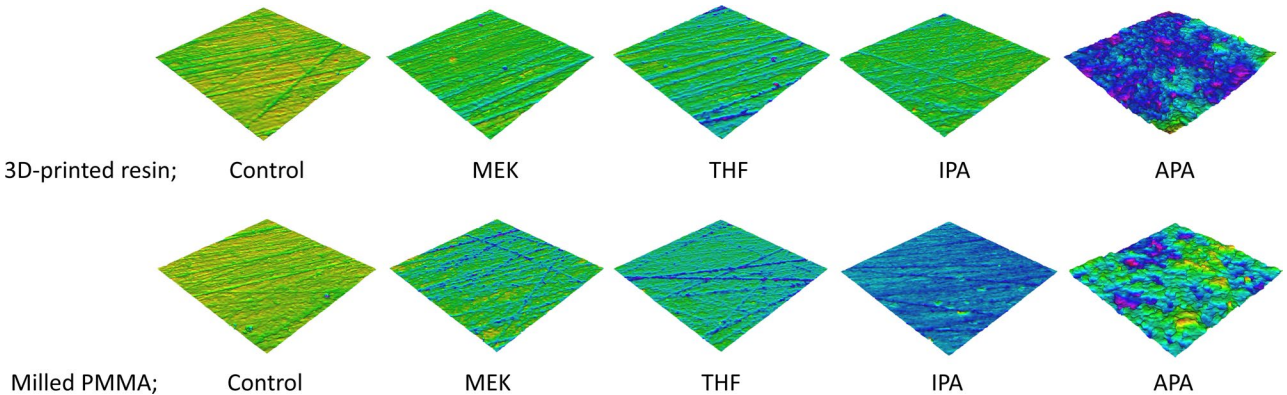 3D-printed resin; Control MEK THF IPA APA
Milled PMMA; Control MEK THF IPA APA